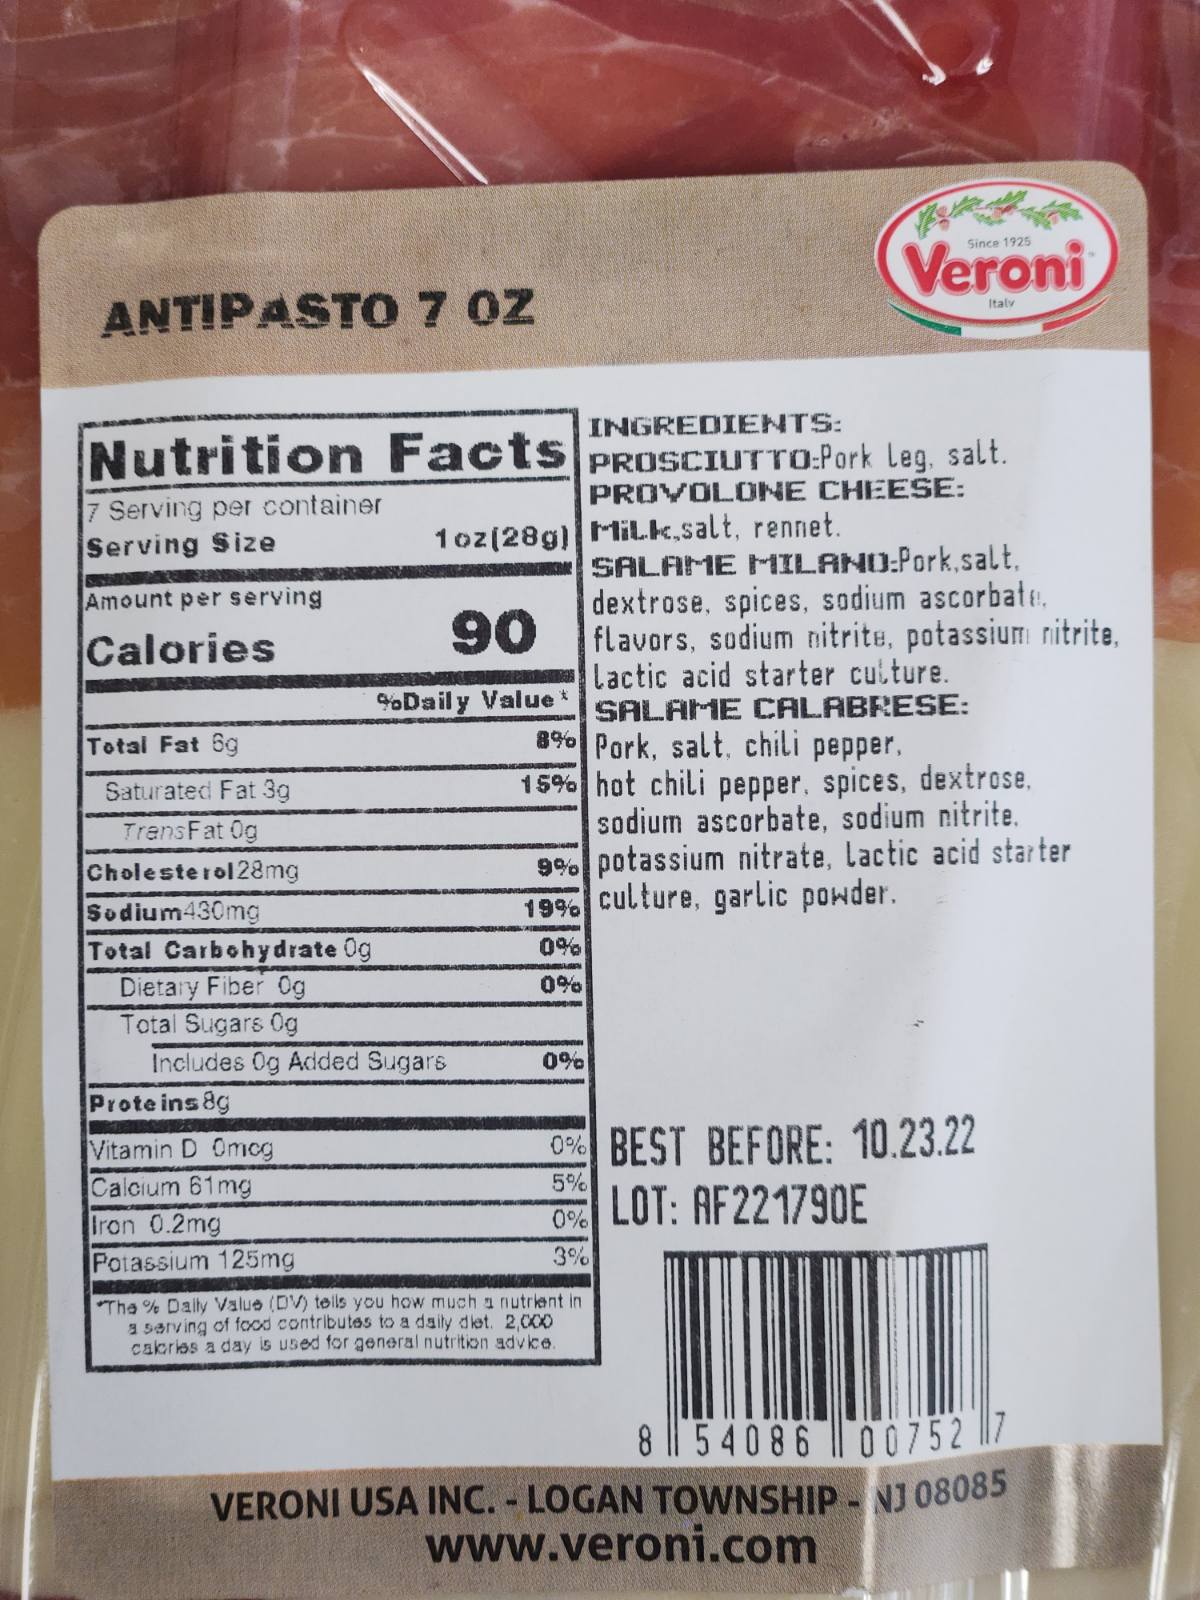 Since 1925
Veroni
Italy
ANTIPASTO 7 OZ
Nutrition Facts
7 Serving per container
Serving Size 1oz(28g)
Amount per serving
Calories 90
%Daily Value*
Total Fat 6g 8%
Saturated Fat 3g 15%
Trans Fat 0g
Cholesterol 28mg 9%
Sodium 430mg 19%
Total Carbohydrate 0g 0%
Dietary Fiber 0g 0%
Total Sugars 0g
Includes 0g Added Sugars 0%
Proteins 8g
Vitamin D 0mcg 0%
Calcium 61mg 5%
Iron 0.2mg 0%
Potassium 125mg 3%
*The % Daily Value (DV) tells you how much a nutrient in
a serving of food contributes to a daily diet. 2,000
calories a day is used for general nutrition advice.
INGREDIENTS:
PROSCIUTTO:Pork leg, salt.
PROVOLONE CHEESE:
Milk,salt, rennet.
SALAME MILANO:Pork,salt,
dextrose, spices, sodium ascorbate,
flavors, sodium nitrite, potassium nitrite,
lactic acid starter culture.
SALAME CALABRESE:
Pork, salt, chili pepper,
hot chili pepper, spices, dextrose,
sodium ascorbate, sodium nitrite,
potassium nitrate, lactic acid starter
culture, garlic powder.
BEST BEFORE: 10.23.22
LOT: AF221790E
8 54086 00752 7
VERONI USA INC. - LOGAN TOWNSHIP - NJ 08085
www.veroni.com